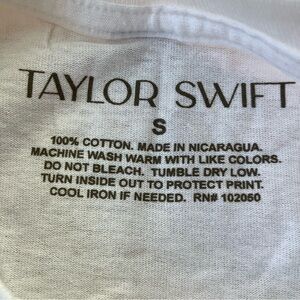 TAYLOR SWIFT
S
100% COTTON. MADE IN NICARAGUA.
MACHINE WASH WARM WITH LIKE COLORS.
DO NOT BLEACH. TUMBLE DRY LOW.
TURN INSIDE OUT TO PROTECT PRINT.
COOL IRON IF NEEDED. RN# 102050